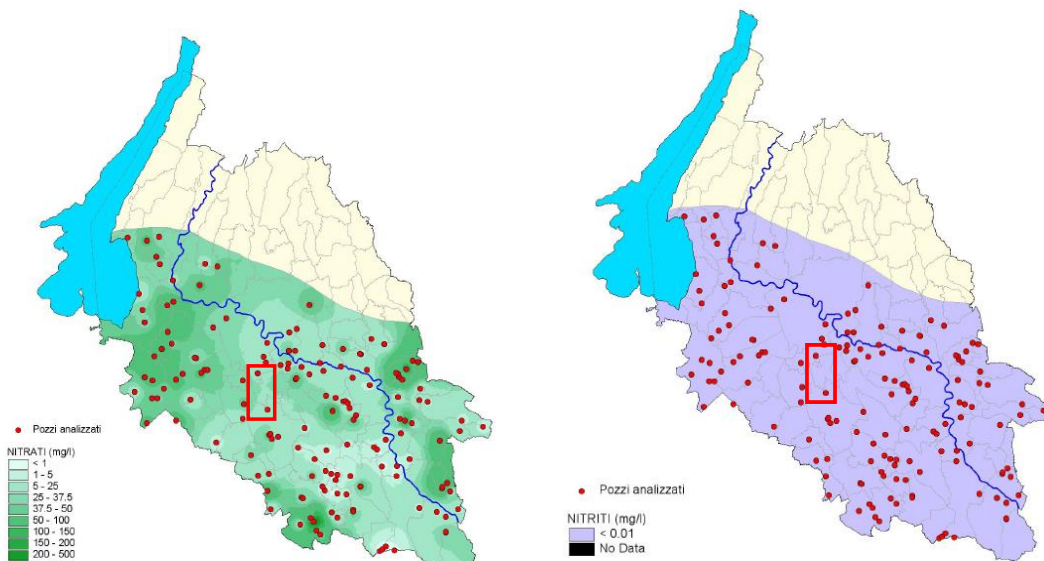 Pozzi analizzati
NITRATI (mg/l)
< 1
1 - 5
5 - 25
25 - 37.5
37.5 - 50
50 - 100
100 - 150
150 - 200
200 - 500
Pozzi analizzati
NITRITI (mg/l)
< 0.01
No Data